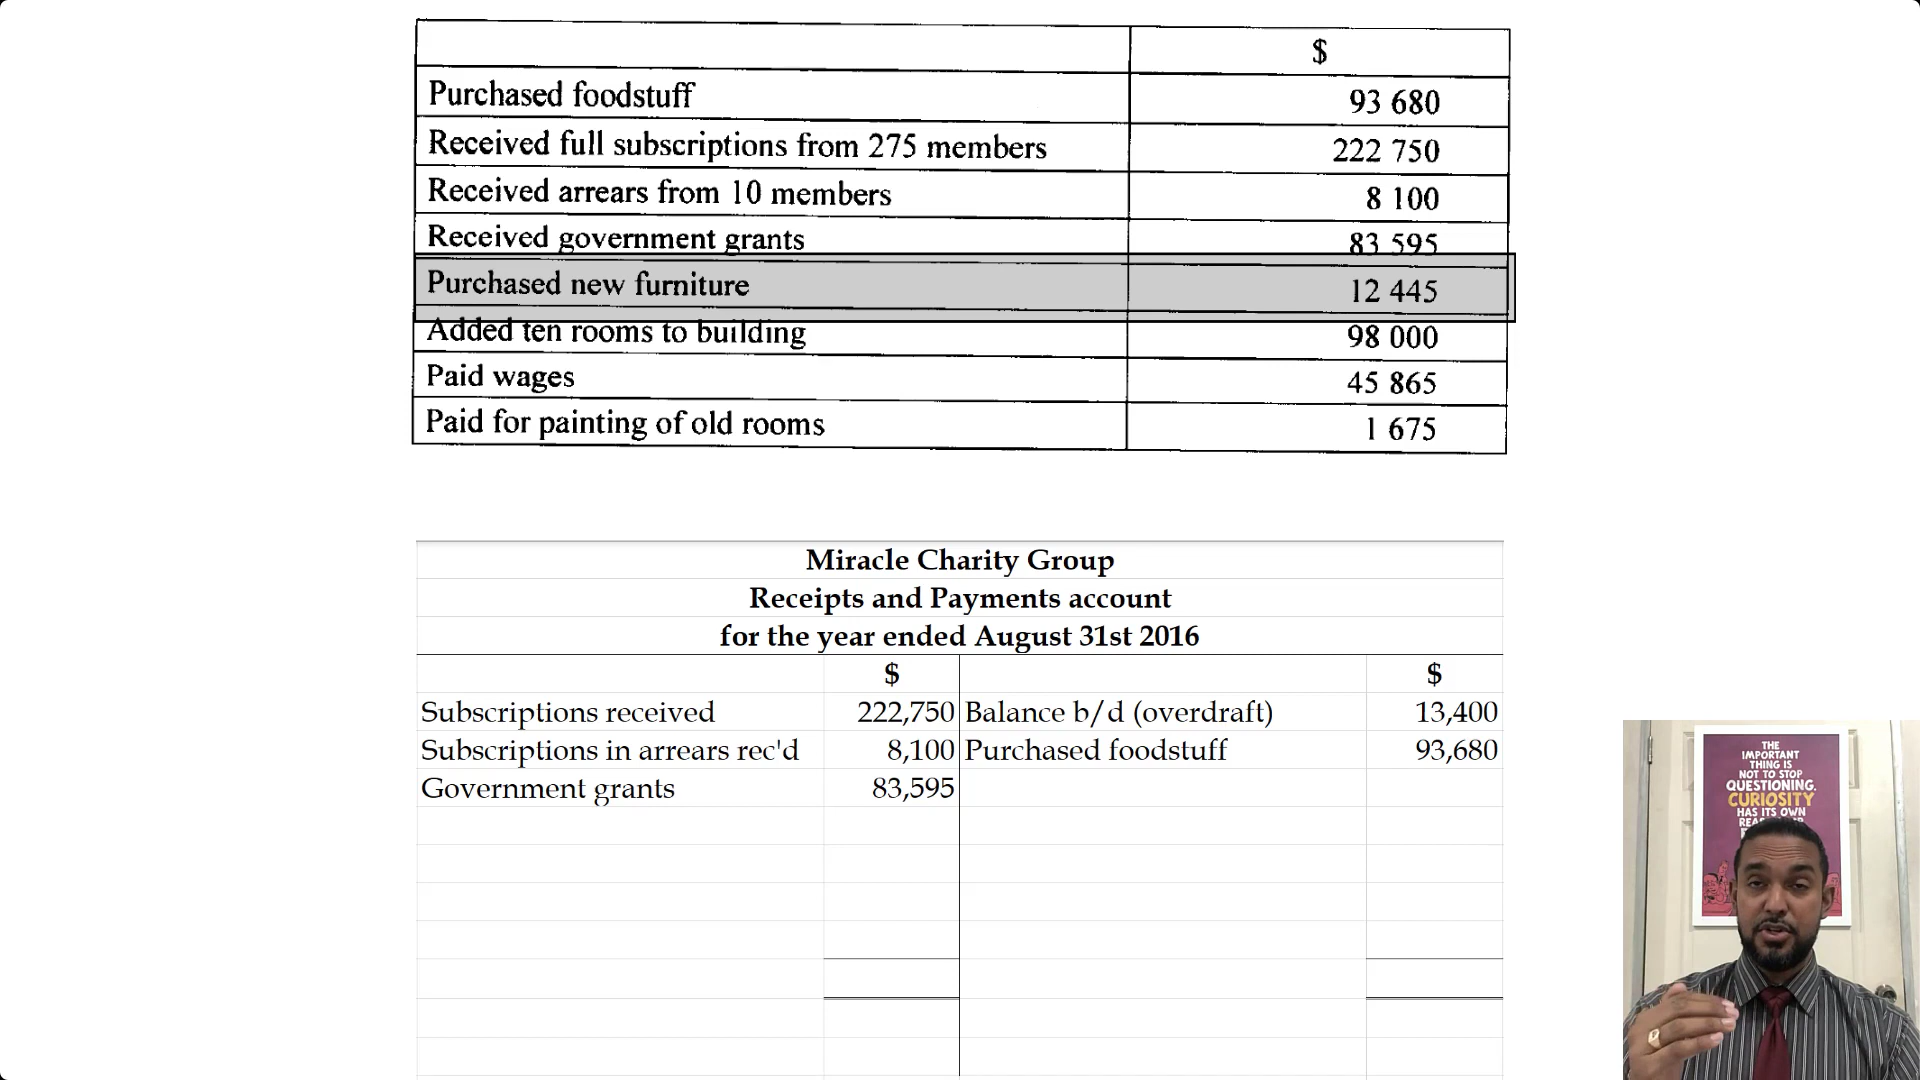 $
Purchased foodstuff 93 680
Received full subscriptions from 275 members 222 750
Received arrears from 10 members 8 100
Received government grants 83 595
Purchased new furniture 12 445
Added ten rooms to building 98 000
Paid wages 45 865
Paid for painting of old rooms 1 675
Miracle Charity Group
Receipts and Payments account
for the year ended August 31st 2016
$ $
Subscriptions received 222,750 Balance b/d (overdraft) 13,400
Subscriptions in arrears rec'd 8,100 Purchased foodstuff 93,680
Government grants 83,595
THE
IMPORTANT
THING IS
NOT TO STOP
QUESTIONING.
CURIOSITY
HAS ITS OWN